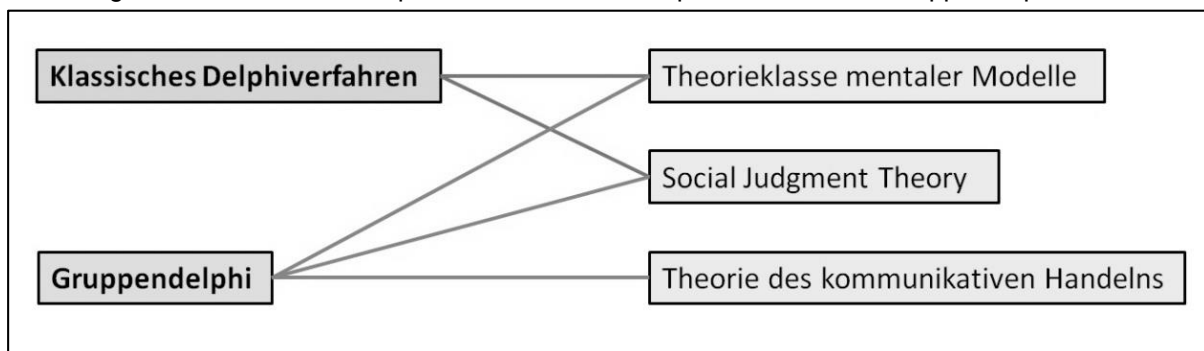 Klassisches Delphiverfahren
Theorieklasse mentaler Modelle
Social Judgment Theory
Gruppendelphi
Theorie des kommunikativen Handelns